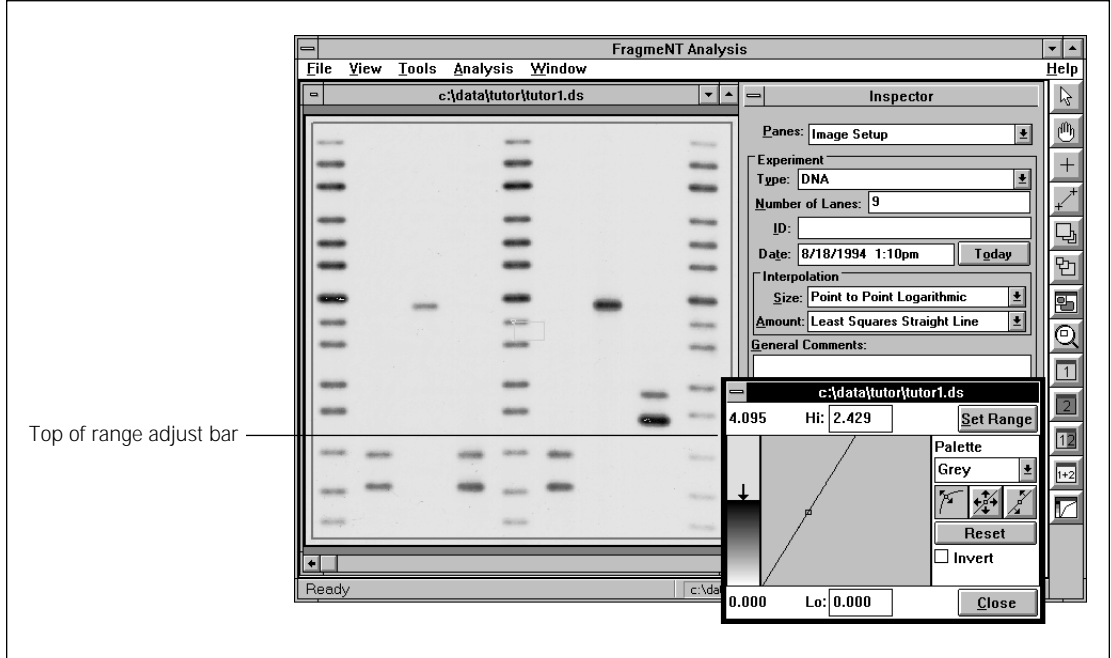 FragmeNT Analysis
File View Tools Analysis Window Help
c:\data\tutor\tutor1.ds
Inspector
Panes: Image Setup
Experiment
Type: DNA
Number of Lanes: 9
ID:
Date: 8/18/1994 1:10pm Today
Interpolation
Size: Point to Point Logarithmic
Amount: Least Squares Straight Line
General Comments:
1
2
12
1+2
c:\data\tutor\tutor1.ds
4.095 Hi: 2.429 Set Range
Top of range adjust bar
Palette
Grey
Reset
Invert
0.000 Lo: 0.000 Close
Ready
c:\da